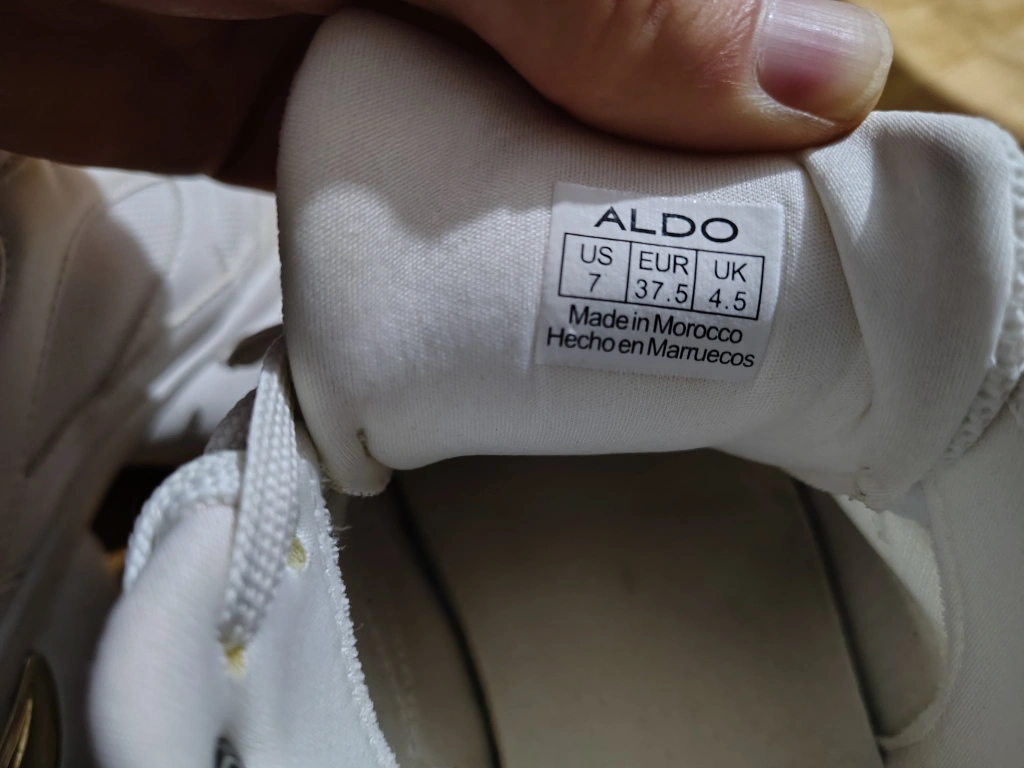 ALDO
US EUR UK
7 37.5 4.5
Made in Morocco
Hecho en Marruecos